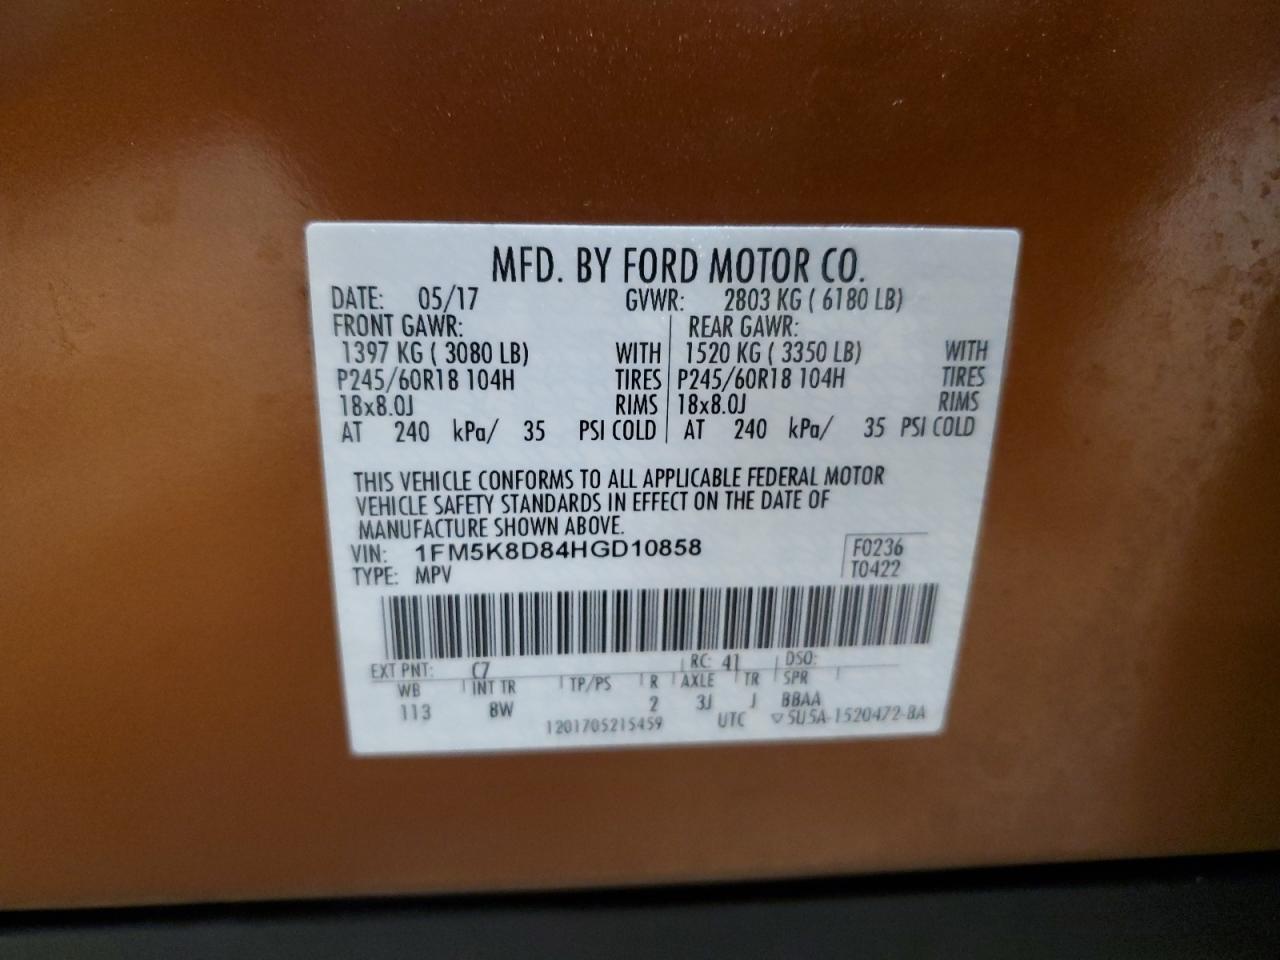 MFD. BY FORD MOTOR CO.
DATE: 05/17 GVWR: 2803 KG ( 6180 LB)
FRONT GAWR: REAR GAWR:
1397 KG ( 3080 LB) WITH 1520 KG ( 3350 LB) WITH
P245/60R18 104H TIRES P245/60R18 104H TIRES
18x8.0J RIMS 18x8.0J RIMS
AT 240 kPa/ 35 PSI COLD AT 240 kPa/ 35 PSI COLD
THIS VEHICLE CONFORMS TO ALL APPLICABLE FEDERAL MOTOR
VEHICLE SAFETY STANDARDS IN EFFECT ON THE DATE OF
MANUFACTURE SHOWN ABOVE.
VIN: 1FM5K8D84HGD10858 F0236
TYPE: MPV T0422
EXT PNT: C7 RC: 41 DSO:
WB INT TR TP/PS R AXLE TR SPR
113 8W 2 3J J BBAA
1201705215459 UTC ▽SU5A-1520472-BA